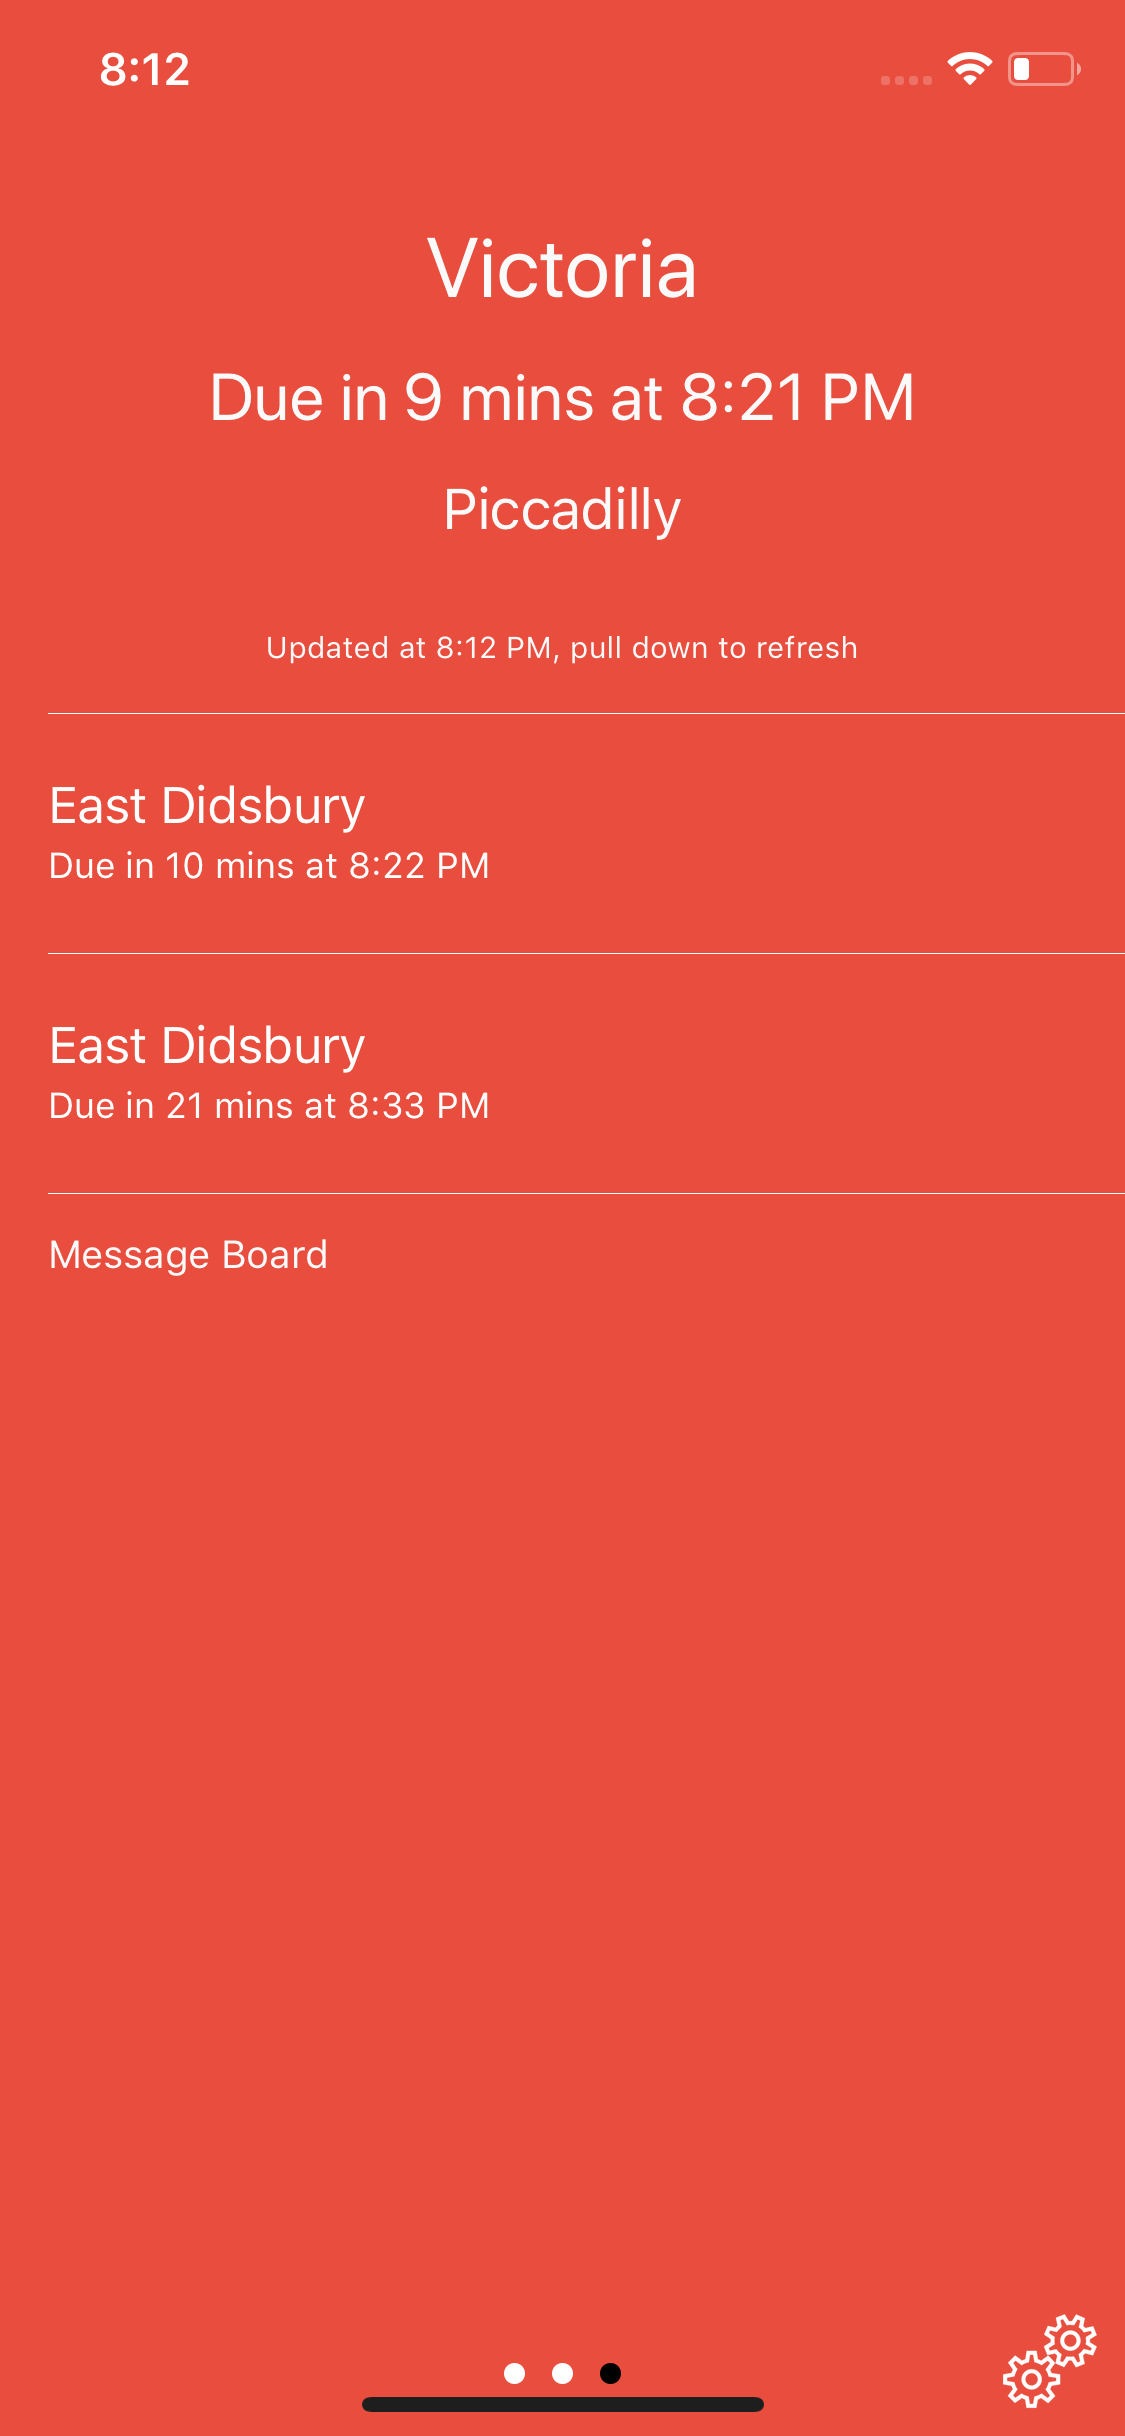 8:12
Victoria
Due in 9 mins at 8:21 PM
Piccadilly
Updated at 8:12 PM, pull down to refresh
East Didsbury
Due in 10 mins at 8:22 PM
East Didsbury
Due in 21 mins at 8:33 PM
Message Board